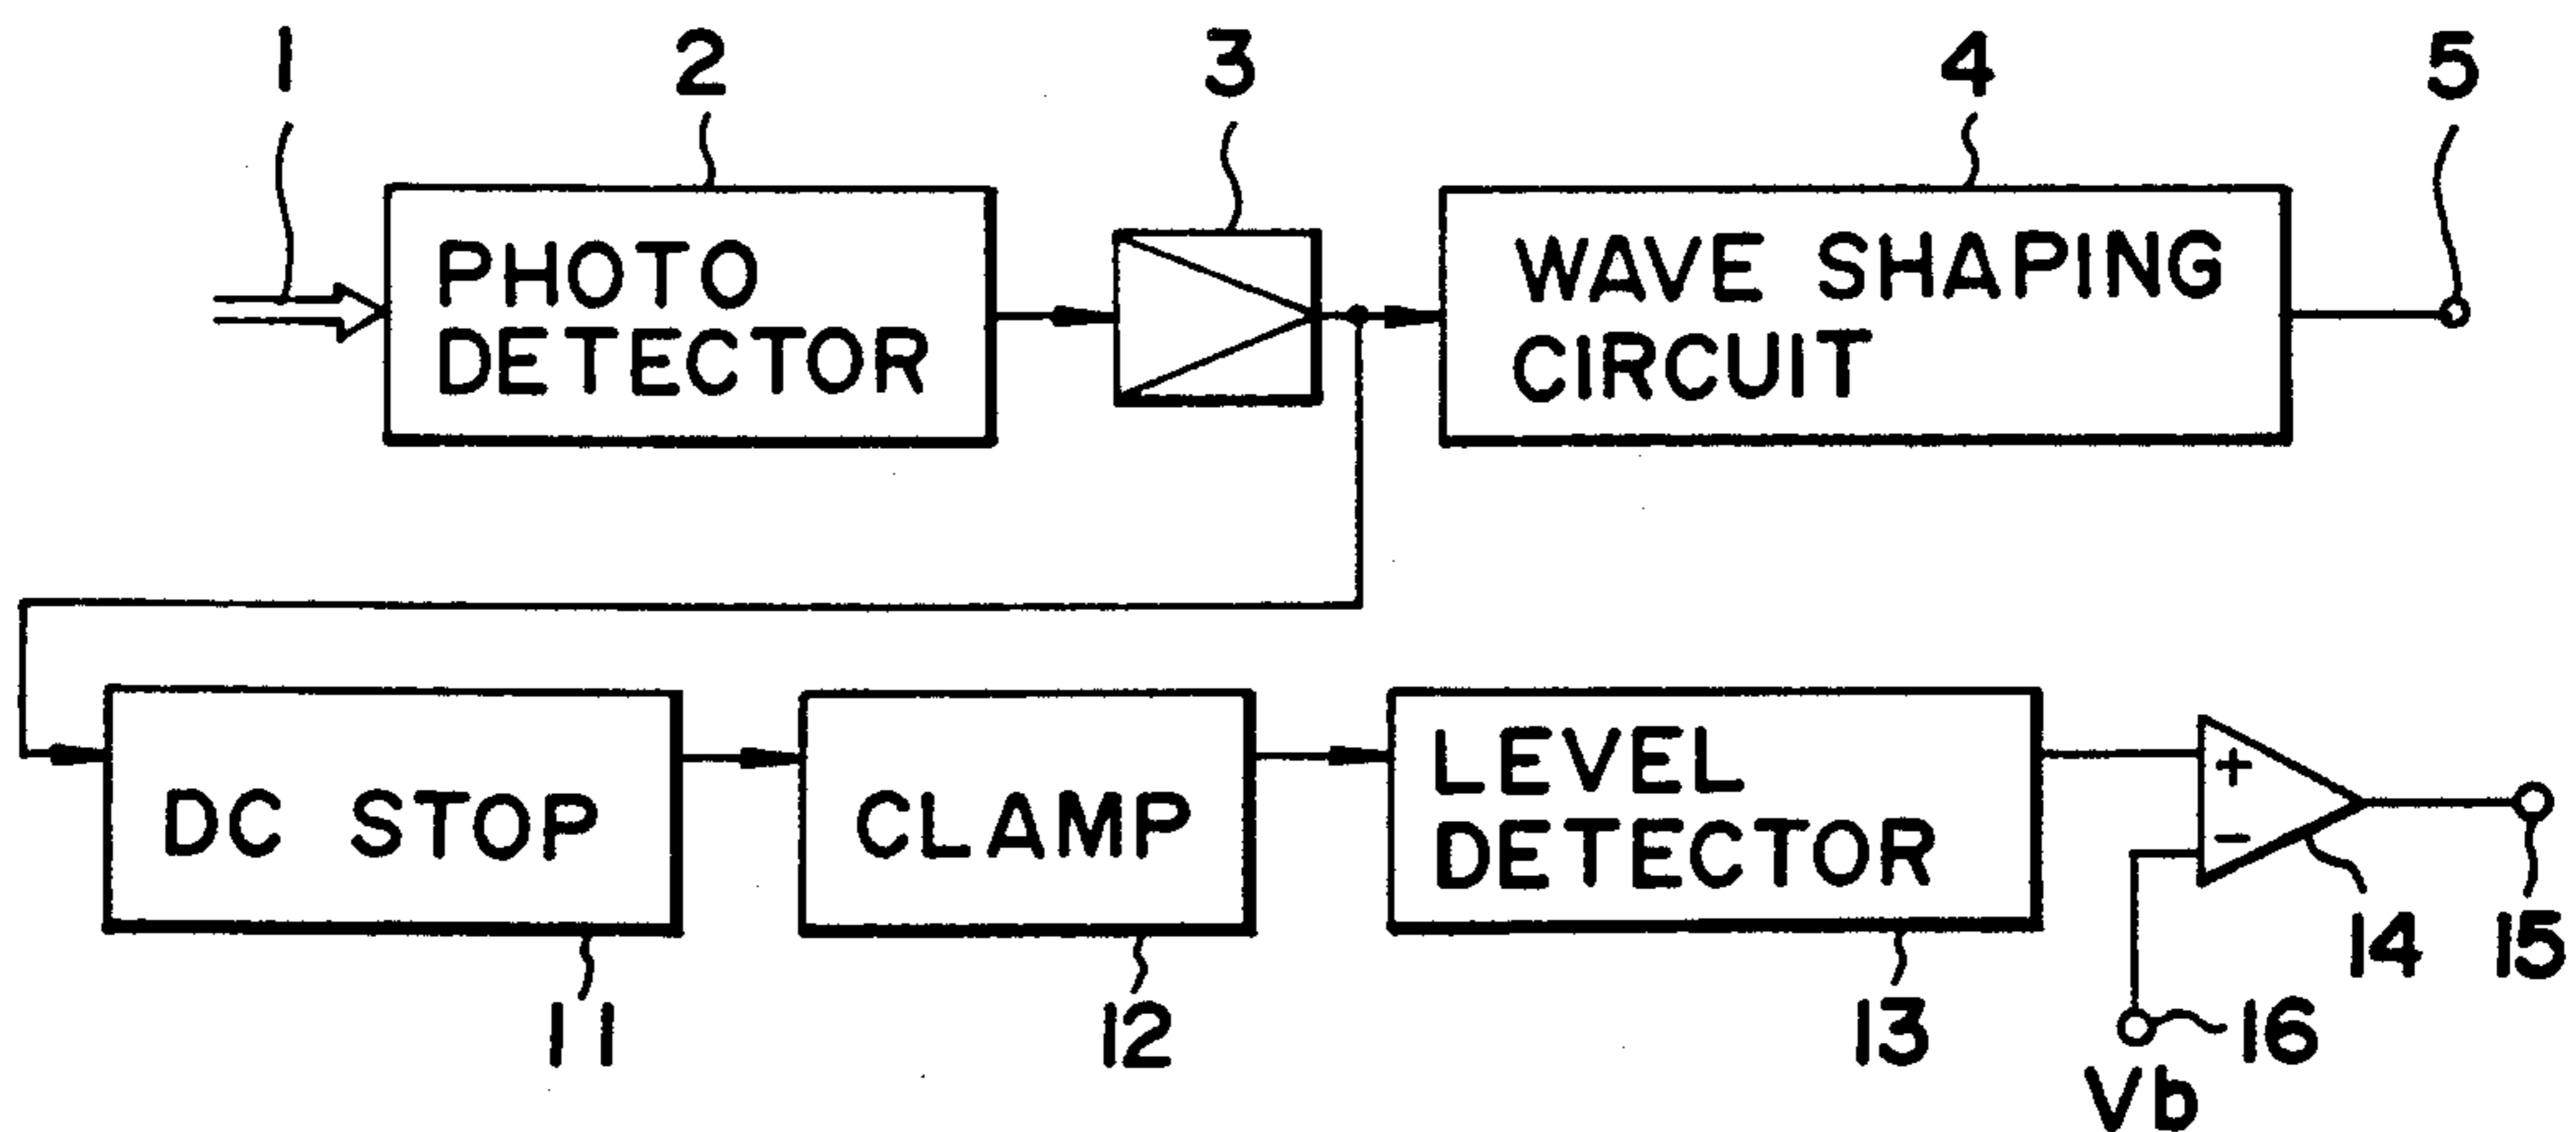 1 2 3 4 5
PHOTO
DETECTOR
WAVE SHAPING
CIRCUIT
DC STOP
CLAMP
LEVEL
DETECTOR
+
−
11 12 13 14 15
16
Vb